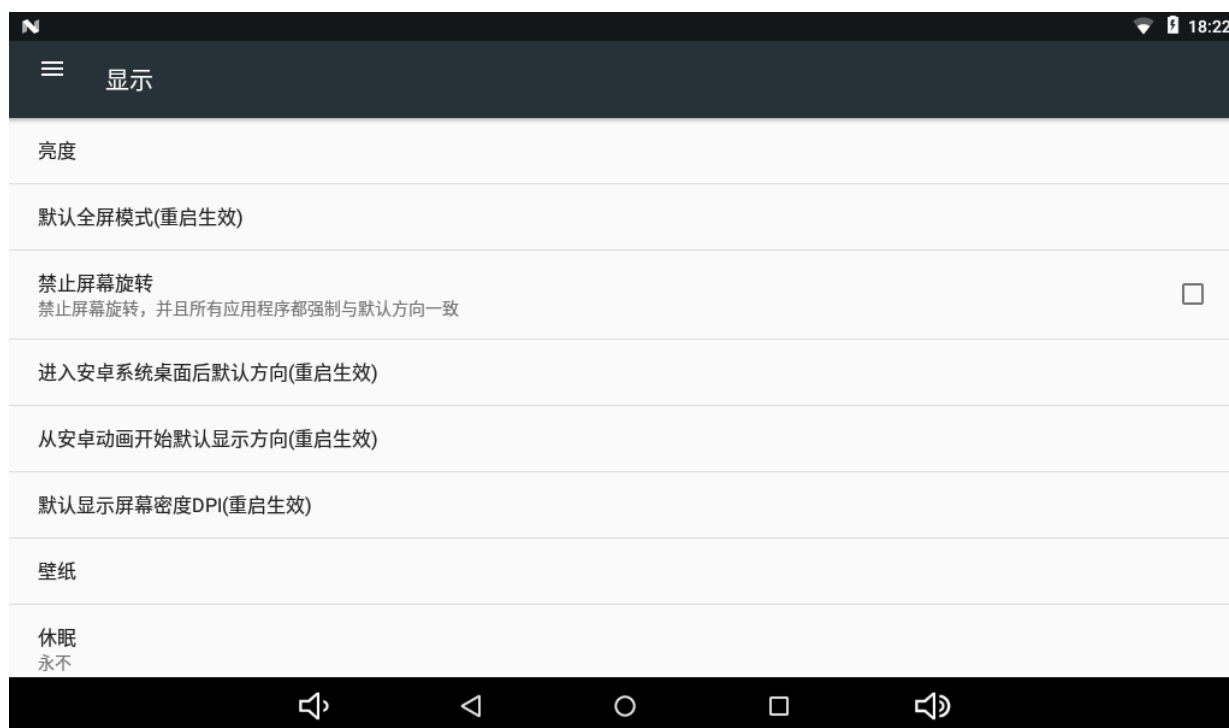 18:22
显示
亮度
默认全屏模式(重启生效)
禁止屏幕旋转
禁止屏幕旋转，并且所有应用程序都强制与默认方向一致
进入安卓系统桌面后默认方向(重启生效)
从安卓动画开始默认显示方向(重启生效)
默认显示屏幕密度DPI(重启生效)
壁纸
休眠
永不